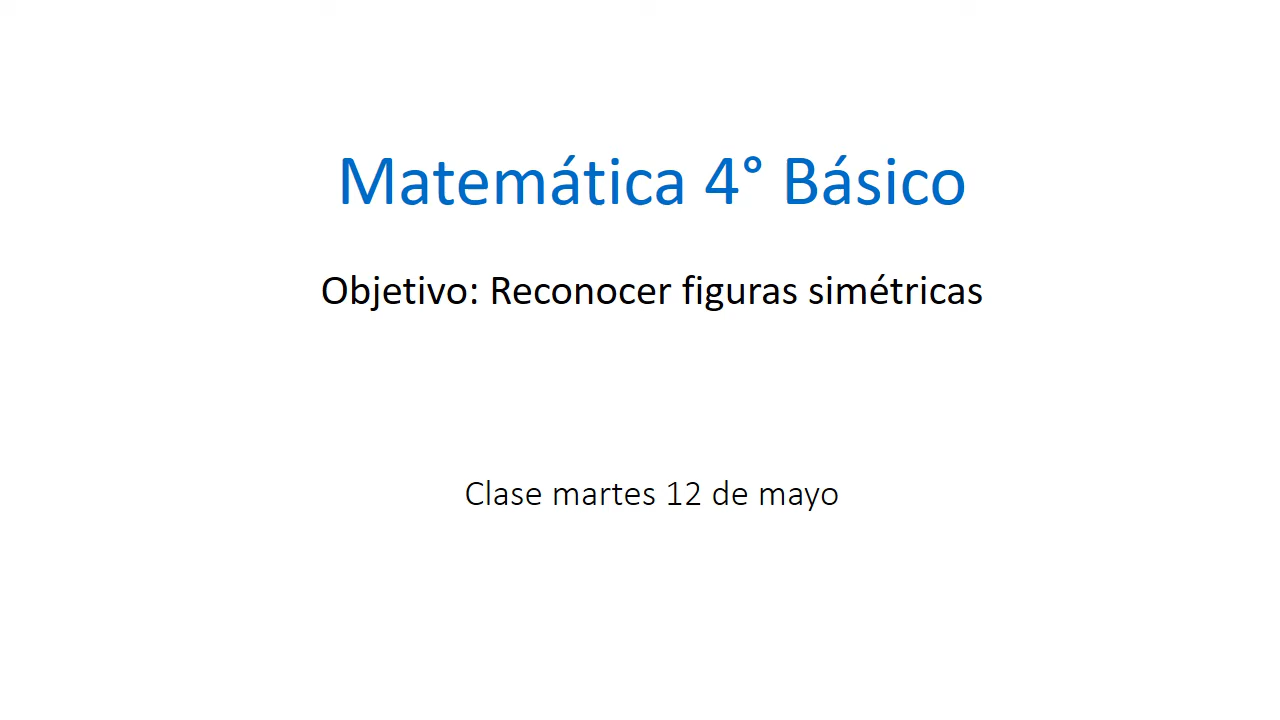 Matemática 4° Básico
Objetivo: Reconocer figuras simétricas
Clase martes 12 de mayo